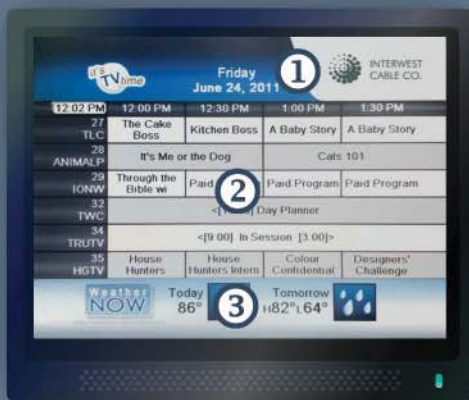 it's
TVtime
Friday
June 24, 2011
1
INTERWEST
CABLE CO.
12:02 PM 12:00 PM 12:30 PM 1:00 PM 1:30 PM
27
TLC
The Cake
Boss
Kitchen Boss
A Baby Story
A Baby Story
28
ANIMALP
It's Me or the Dog
Cats 101
29
IONW
Through the
Bible wi
Paid
2
Paid Program
Paid Program
32
TWC
Day Planner
34
TRUTV
<[9:00] In Session [3:00]>
35
HGTV
House
Hunters
House
Hunters Intern
Colour
Confidential
Designers'
Challenge
Weather
NOW
Today
86°
3
Tomorrow
H82°L64°